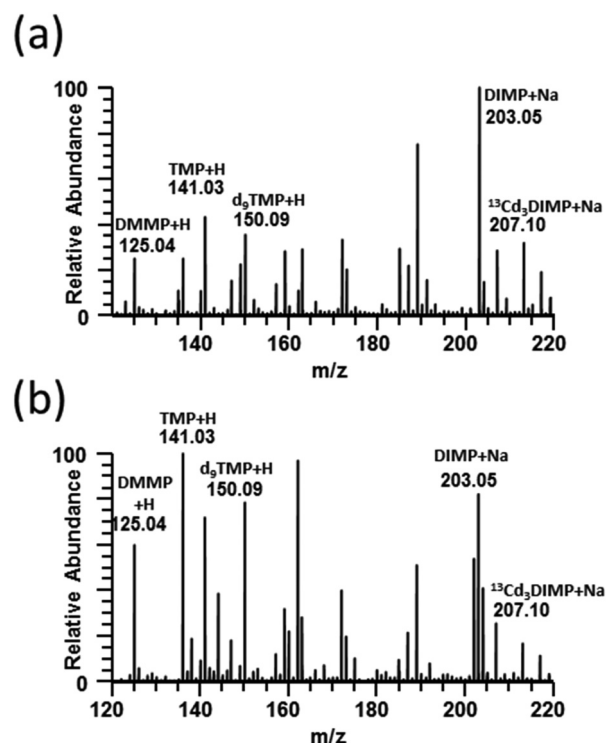 (a)
100
Relative Abundance
0
DMMP+H
125.04
TMP+H
141.03
d₉TMP+H
150.09
DIMP+Na
203.05
¹³Cd₃DIMP+Na
207.10
140
160
180
200
220
m/z
(b)
100
Relative Abundance
0
DMMP
+H
125.04
TMP+H
141.03
d₉TMP+H
150.09
DIMP+Na
203.05
¹³Cd₃DIMP+Na
207.10
120
140
160
180
200
220
m/z